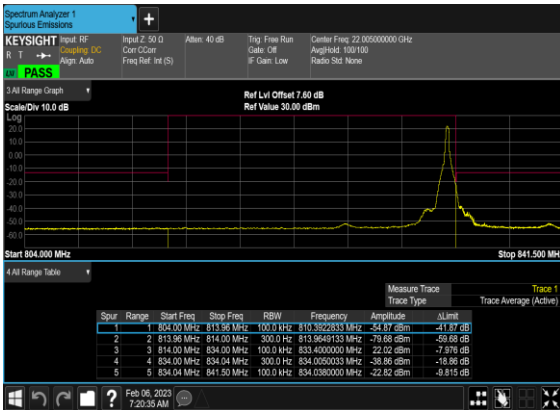 Spectrum Analyzer 1
Spurious Emissions
KEYSIGHT Input: RF Input Z: 50 Ω Atten: 40 dB Trig: Free Run Center Freq: 22.005000000 GHz
R T Coupling: DC Corr CCorr Gate: Off Avg|Hold: 100/100
Align: Auto Freq Ref: Int (S) IF Gain: Low Radio Std: None
PASS
3 All Range Graph
Ref Lvl Offset 7.60 dB
Scale/Div 10.0 dB Ref Value 30.00 dBm
Log
20.0
10.0
0.00
-10.0
-20.0
-30.0
-40.0
-50.0
-60.0
Start 804.000 MHz Stop 841.500 MHz
4 All Range Table
Measure Trace Trace 1
Trace Type Trace Average (Active)
Spur Range Start Freq Stop Freq RBW Frequency Amplitude ΔLimit
1 1 804.00 MHz 813.96 MHz 100.0 kHz 810.3922833 MHz -54.87 dBm -41.87 dB
2 2 813.96 MHz 814.00 MHz 300.0 Hz 813.9649133 MHz -79.68 dBm -59.68 dB
3 3 814.00 MHz 834.00 MHz 100.0 kHz 833.4000000 MHz 22.02 dBm -7.976 dB
4 4 834.00 MHz 834.04 MHz 300.0 Hz 834.0050033 MHz -38.86 dBm -18.86 dB
5 5 834.04 MHz 841.50 MHz 100.0 kHz 834.0380000 MHz -22.82 dBm -9.815 dB
Feb 06, 2023
7:20:35 AM